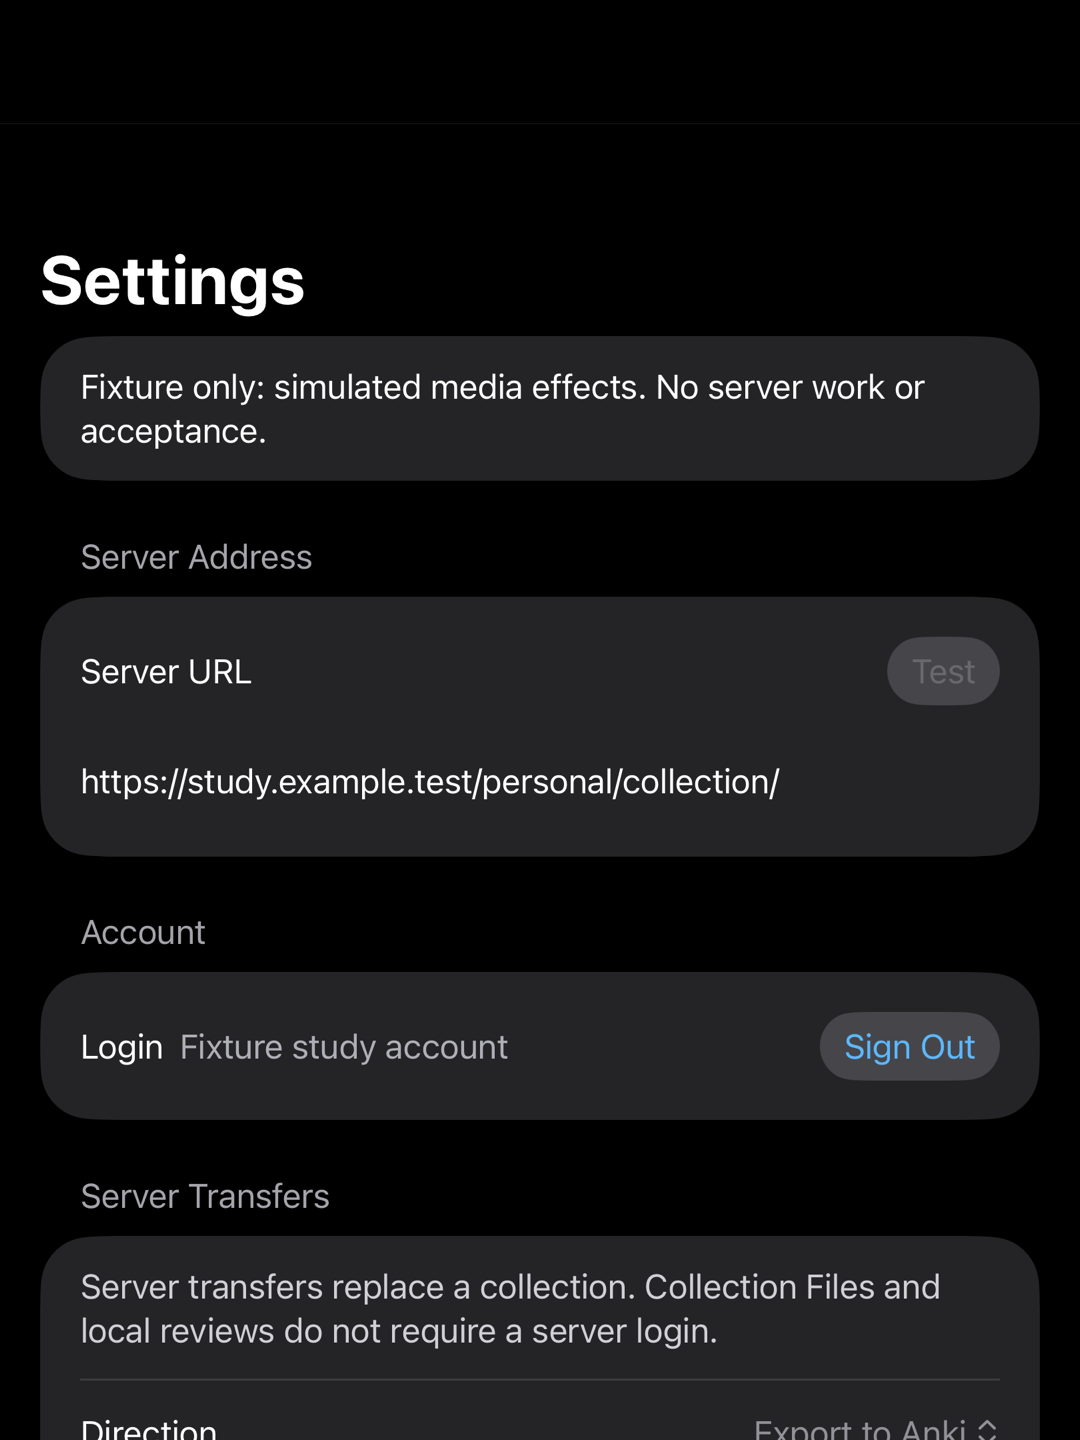 Settings
Fixture only: simulated media effects. No server work or
acceptance.
Server Address
Server URL
Test
https://study.example.test/personal/collection/
Account
Login Fixture study account
Sign Out
Server Transfers
Server transfers replace a collection. Collection Files and
local reviews do not require a server login.
Direction
Export to Anki